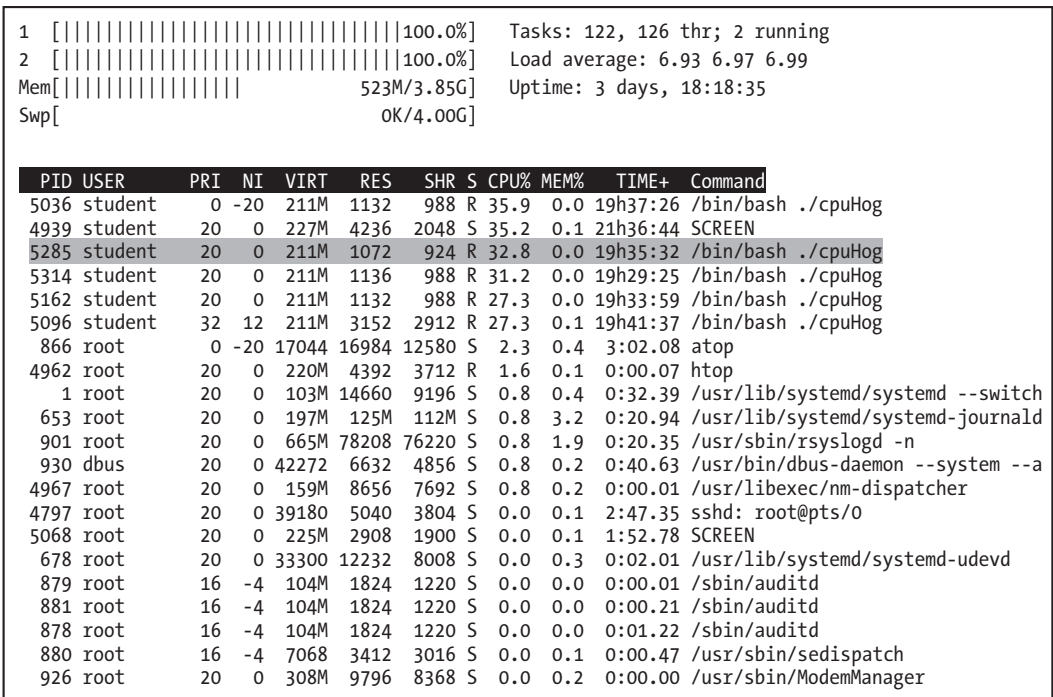 1 [||||||||||||||||||||||||||||||||100.0%] Tasks: 122, 126 thr; 2 running
2 [||||||||||||||||||||||||||||||||100.0%] Load average: 6.93 6.97 6.99
Mem[||||||||||||||||| 523M/3.85G] Uptime: 3 days, 18:18:35
Swp[ 0K/4.00G]
PID USER PRI NI VIRT RES SHR S CPU% MEM% TIME+ Command
5036 student 0 -20 211M 1132 988 R 35.9 0.0 19h37:26 /bin/bash ./cpuHog
4939 student 20 0 227M 4236 2048 S 35.2 0.1 21h36:44 SCREEN
5285 student 20 0 211M 1072 924 R 32.8 0.0 19h35:32 /bin/bash ./cpuHog
5314 student 20 0 211M 1136 988 R 31.2 0.0 19h29:25 /bin/bash ./cpuHog
5162 student 20 0 211M 1132 988 R 27.3 0.0 19h33:59 /bin/bash ./cpuHog
5096 student 32 12 211M 3152 2912 R 27.3 0.1 19h41:37 /bin/bash ./cpuHog
866 root 0 -20 17044 16984 12580 S 2.3 0.4 3:02.08 atop
4962 root 20 0 220M 4392 3712 R 1.6 0.1 0:00.07 htop
1 root 20 0 103M 14660 9196 S 0.8 0.4 0:32.39 /usr/lib/systemd/systemd --switch
653 root 20 0 197M 125M 112M S 0.8 3.2 0:20.94 /usr/lib/systemd/systemd-journald
901 root 20 0 665M 78208 76220 S 0.8 1.9 0:20.35 /usr/sbin/rsyslogd -n
930 dbus 20 0 42272 6632 4856 S 0.8 0.2 0:40.63 /usr/bin/dbus-daemon --system --a
4967 root 20 0 159M 8656 7692 S 0.8 0.2 0:00.01 /usr/libexec/nm-dispatcher
4797 root 20 0 39180 5040 3804 S 0.0 0.1 2:47.35 sshd: root@pts/0
5068 root 20 0 225M 2908 1900 S 0.0 0.1 1:52.78 SCREEN
678 root 20 0 33300 12232 8008 S 0.0 0.3 0:02.01 /usr/lib/systemd/systemd-udevd
879 root 16 -4 104M 1824 1220 S 0.0 0.0 0:00.01 /sbin/auditd
881 root 16 -4 104M 1824 1220 S 0.0 0.0 0:00.21 /sbin/auditd
878 root 16 -4 104M 1824 1220 S 0.0 0.0 0:01.22 /sbin/auditd
880 root 16 -4 7068 3412 3016 S 0.0 0.1 0:00.47 /usr/sbin/sedispatch
926 root 20 0 308M 9796 8368 S 0.0 0.2 0:00.00 /usr/sbin/ModemManager